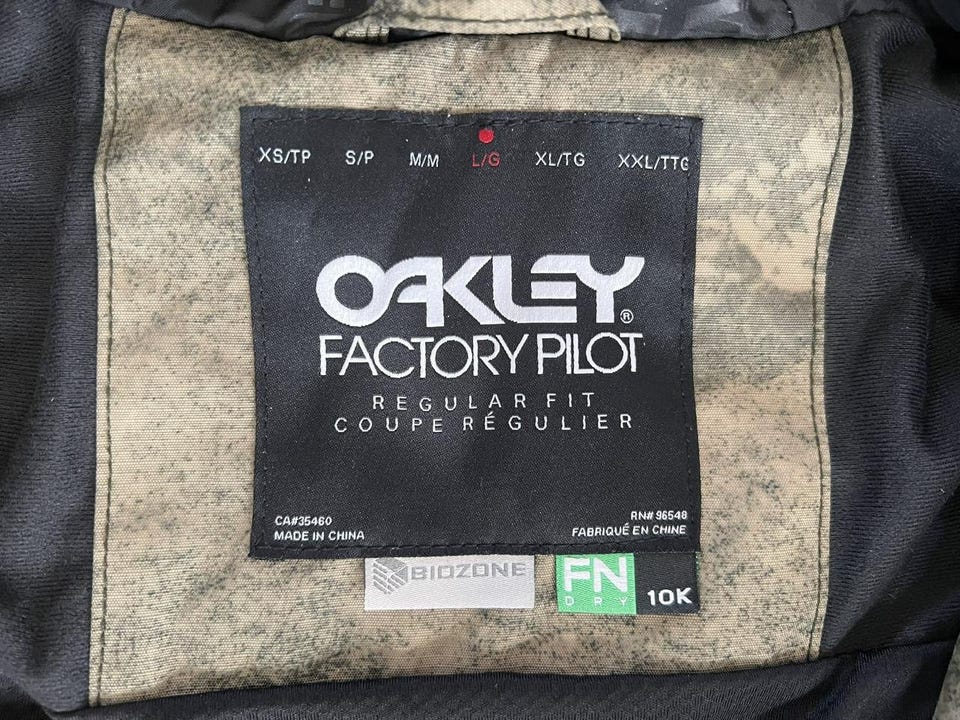 XS/TP S/P M/M L/G XL/TG XXL/TTG
OAKLEY®
FACTORY PILOT
REGULAR FIT
COUPE RÉGULIER
CA#35460 RN# 96548
MADE IN CHINA FABRIQUÉ EN CHINE
BIOZONE FN
DRY 10K